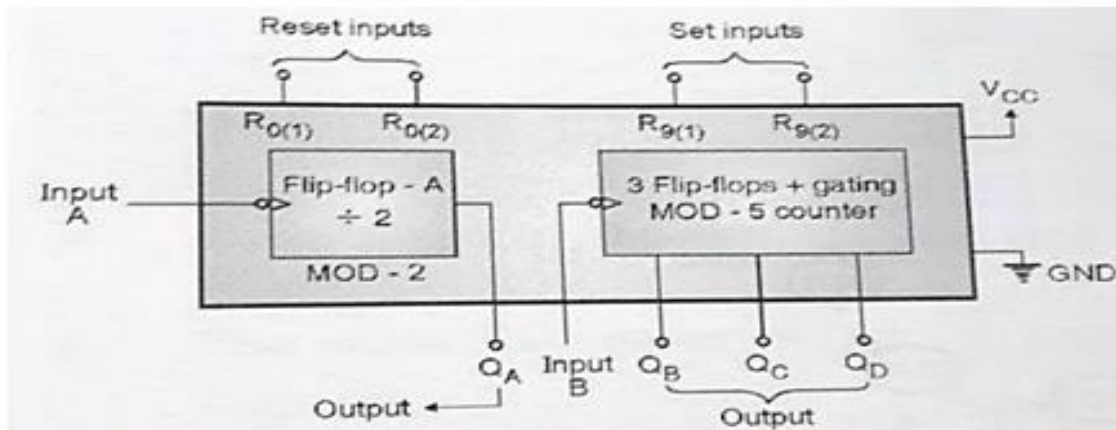 Reset inputs
Set inputs
VCC
R0(1)
R0(2)
R9(1)
R9(2)
Input
A
Flip-flop - A
÷ 2
3 Flip-flops + gating
MOD - 5 counter
MOD - 2
GND
QA
Input
B
QB
QC
QD
Output
Output